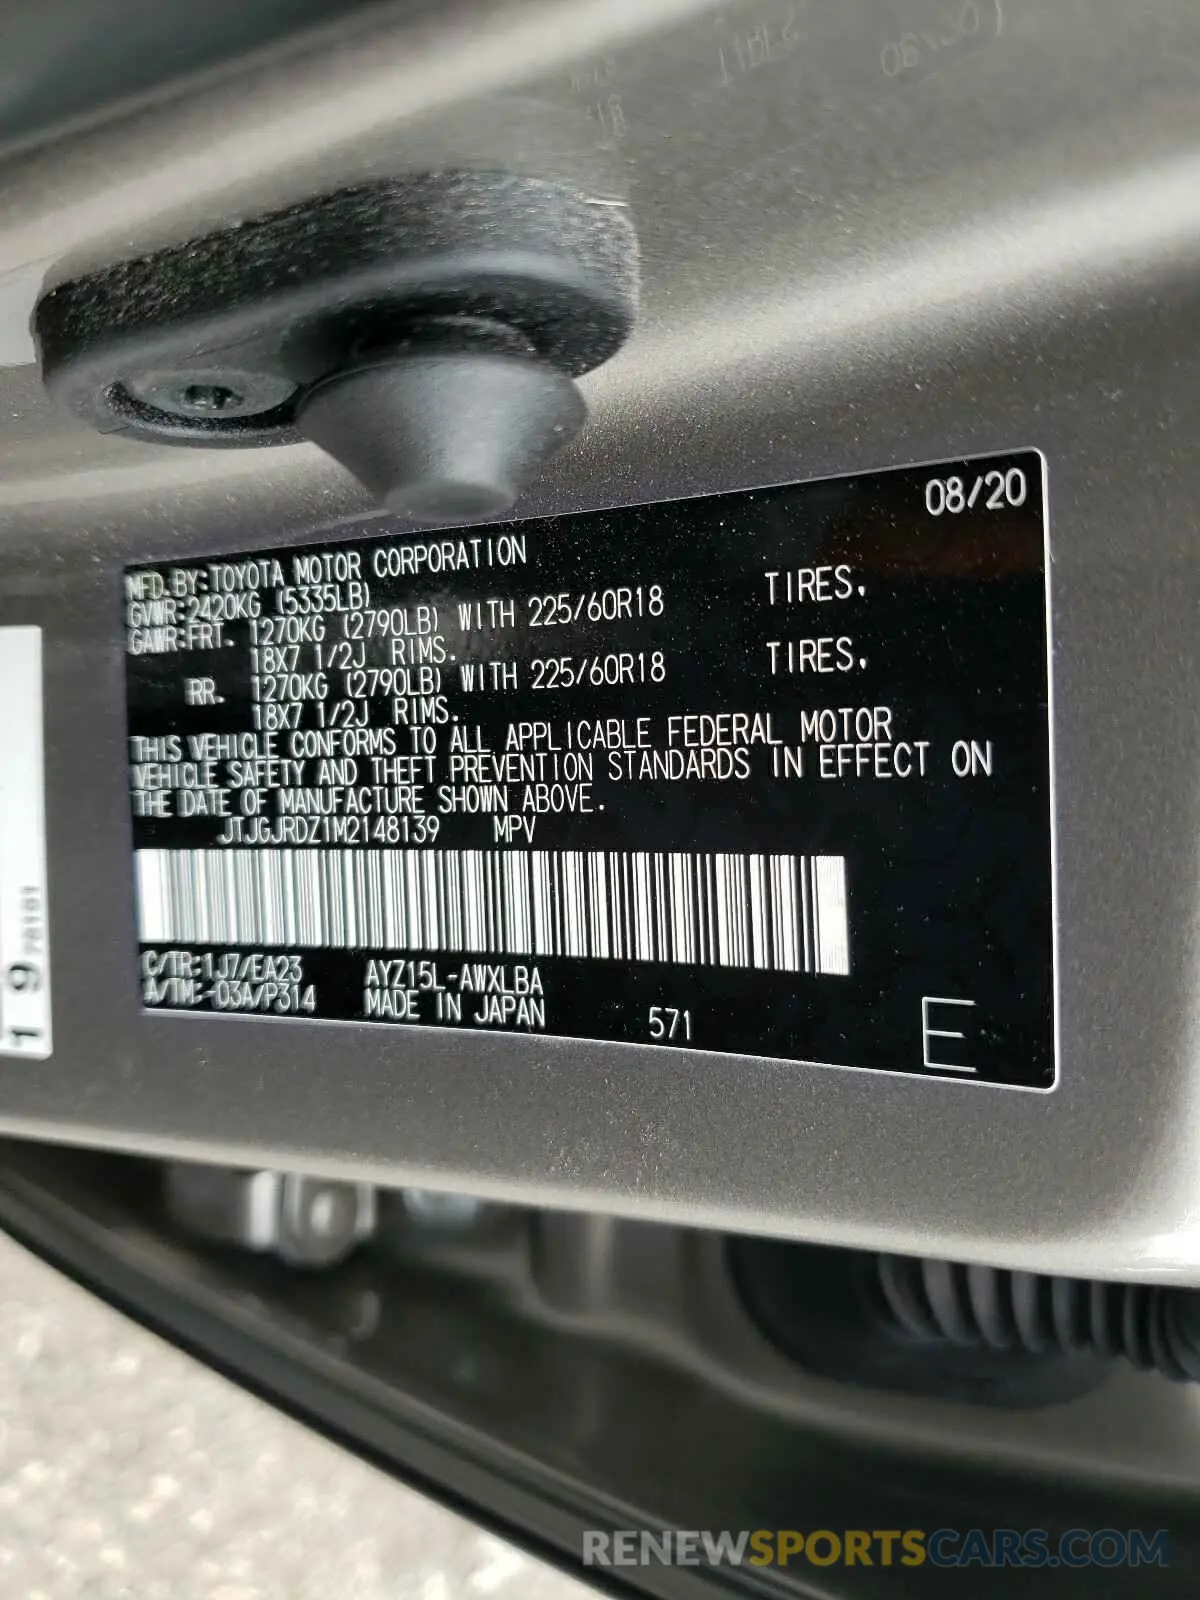 08/20
MFD.BY:TOYOTA MOTOR CORPORATION
GVWR:2420KG (5335LB)
GAWR:FRT. 1270KG (2790LB) WITH 225/60R18 TIRES.
18X7 1/2J RIMS.
RR. 1270KG (2790LB) WITH 225/60R18 TIRES.
18X7 1/2J RIMS.
THIS VEHICLE CONFORMS TO ALL APPLICABLE FEDERAL MOTOR
VEHICLE SAFETY AND THEFT PREVENTION STANDARDS IN EFFECT ON
THE DATE OF MANUFACTURE SHOWN ABOVE.
JTJGJRDZ1M2148139 MPV
C/TR:1J7/EA23 AYZ15L-AWXLBA
A/TM:-03A/P314 MADE IN JAPAN
571
E
RENEWSPORTSCARS.COM